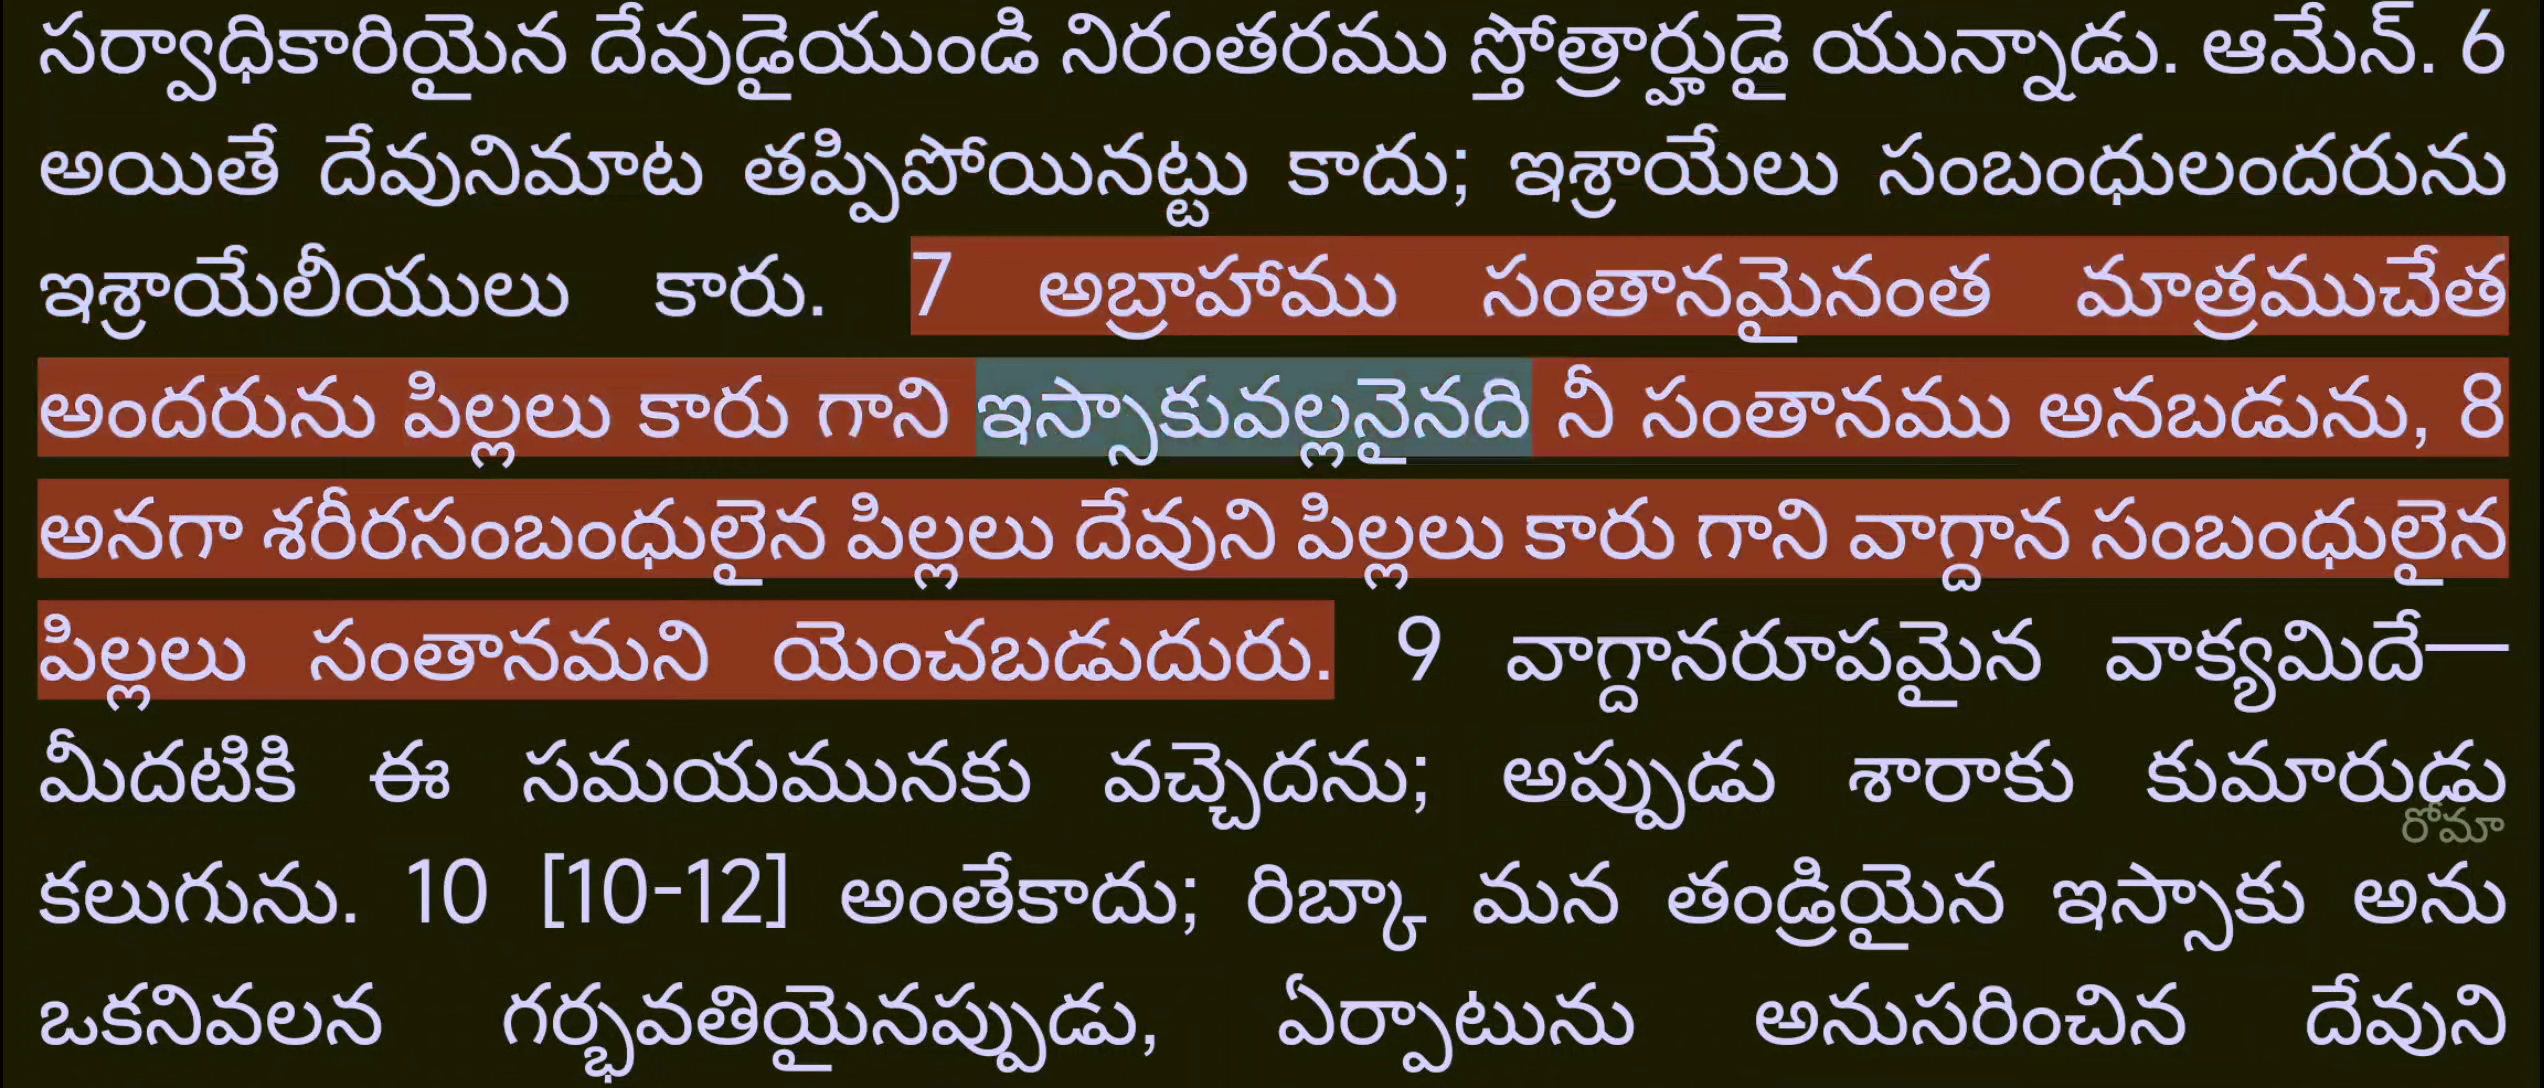 సర్వాధికారియైన దేవుడైయుండి నిరంతరము స్తోత్రార్హుడై యున్నాడు. ఆమేన్. 6
అయితే దేవునిమాట తప్పిపోయినట్టు కాదు; ఇశ్రాయేలు సంబంధులందరును
ఇశ్రాయేలీయులు కారు. 7 అబ్రాహాము సంతానమైనంత మాత్రముచేత
అందరును పిల్లలు కారు గాని ఇస్సాకువల్లనైనది నీ సంతానము అనబడును, 8
అనగా శరీరసంబంధులైన పిల్లలు దేవుని పిల్లలు కారు గాని వాగ్దాన సంబంధులైన
పిల్లలు సంతానమని యెంచబడుదురు. 9 వాగ్దానరూపమైన వాక్యమిదే—
మీదటికి ఈ సమయమునకు వచ్చెదను; అప్పుడు శారాకు కుమారుడు
రోమా
కలుగును. 10 [10-12] అంతేకాదు; రిబ్కా మన తండ్రియైన ఇస్సాకు అను
ఒకనివలన గర్భవతియైనప్పుడు, ఏర్పాటును అనుసరించిన దేవుని